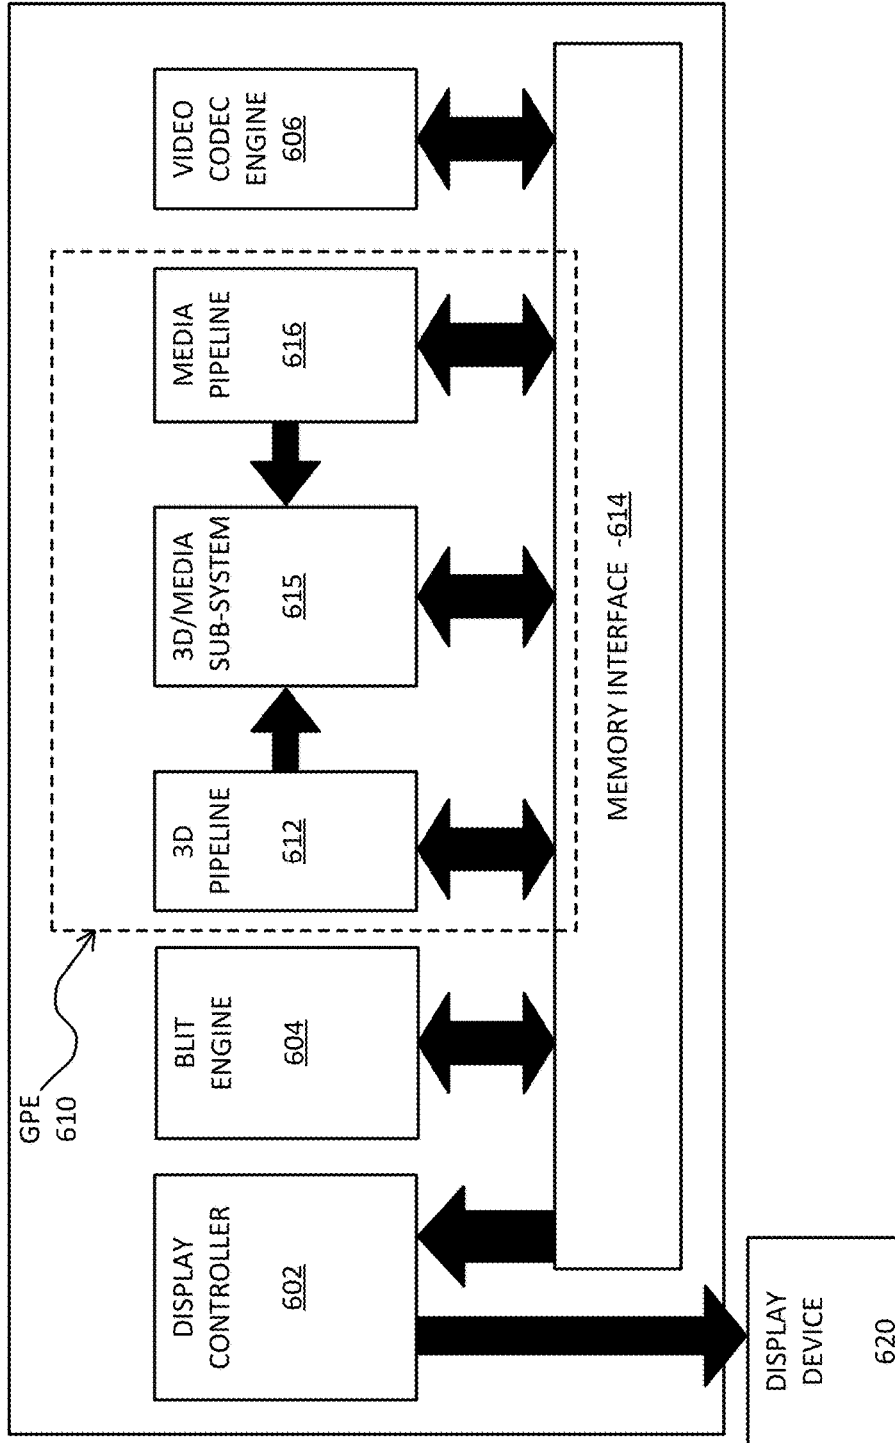 GPE
610
DISPLAY
CONTROLLER
602
BLIT
ENGINE
604
3D
PIPELINE
612
3D/MEDIA
SUB-SYSTEM
615
MEDIA
PIPELINE
616
VIDEO
CODEC
ENGINE
606
MEMORY INTERFACE -614
DISPLAY
DEVICE
620